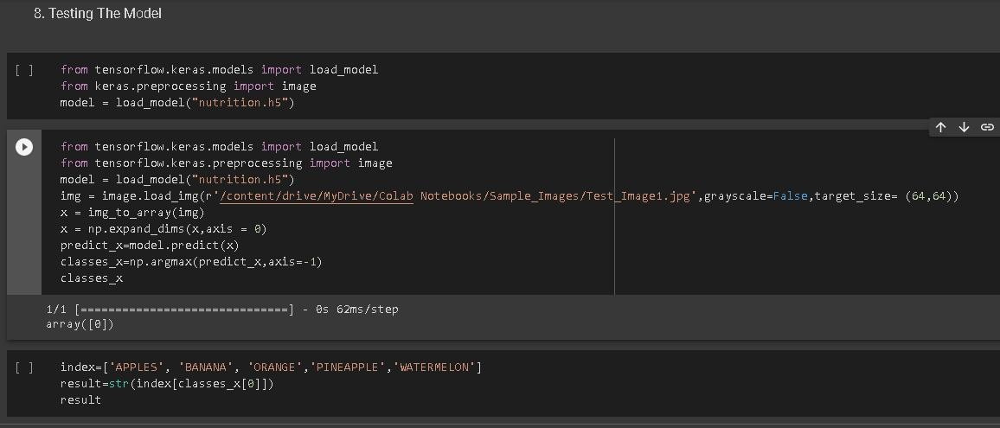 8. Testing The Model
[ ]
from tensorflow.keras.models import load_model
from keras.preprocessing import image
model = load_model("nutrition.h5")
from tensorflow.keras.models import load_model
from tensorflow.keras.preprocessing import image
model = load_model("nutrition.h5")
img = image.load_img(r'/content/drive/MyDrive/Colab Notebooks/Sample_Images/Test_Image1.jpg',grayscale=False,target_size= (64,64))
x = img_to_array(img)
x = np.expand_dims(x,axis = 0)
predict_x=model.predict(x)
classes_x=np.argmax(predict_x,axis=-1)
classes_x
1/1 [==============================] - 0s 62ms/step
array([0])
[ ]
index=['APPLES', 'BANANA', 'ORANGE','PINEAPPLE','WATERMELON']
result=str(index[classes_x[0]])
result